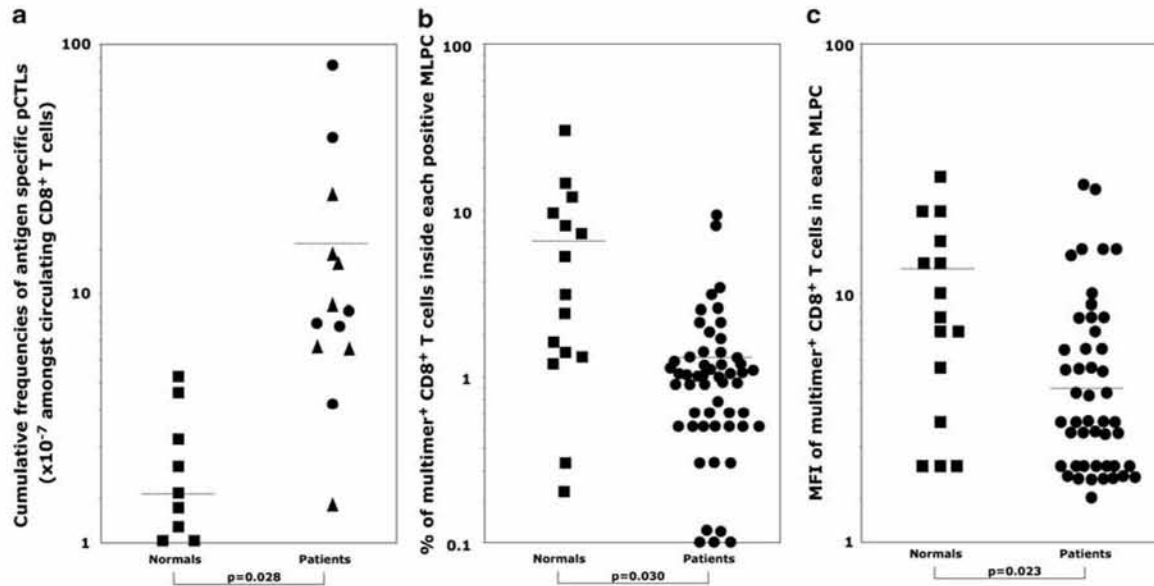 a
Cumulative frequencies of antigen specific pCTLs
(x10⁻⁷ amongst circulating CD8⁺ T cells)
100
10
1
Normals Patients
p=0.028
b
% of multimer⁺ CD8⁺ T cells inside each positive MLPC
100
10
1
0.1
Normals Patients
p=0.030
c
MFI of multimer⁺ CD8⁺ T cells in each MLPC
100
10
1
Normals Patients
p=0.023